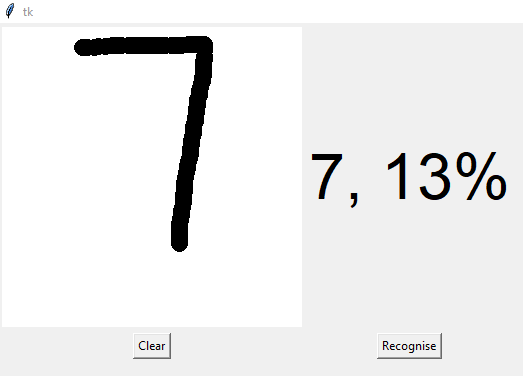 tk
7
7, 13%
Clear
Recognise